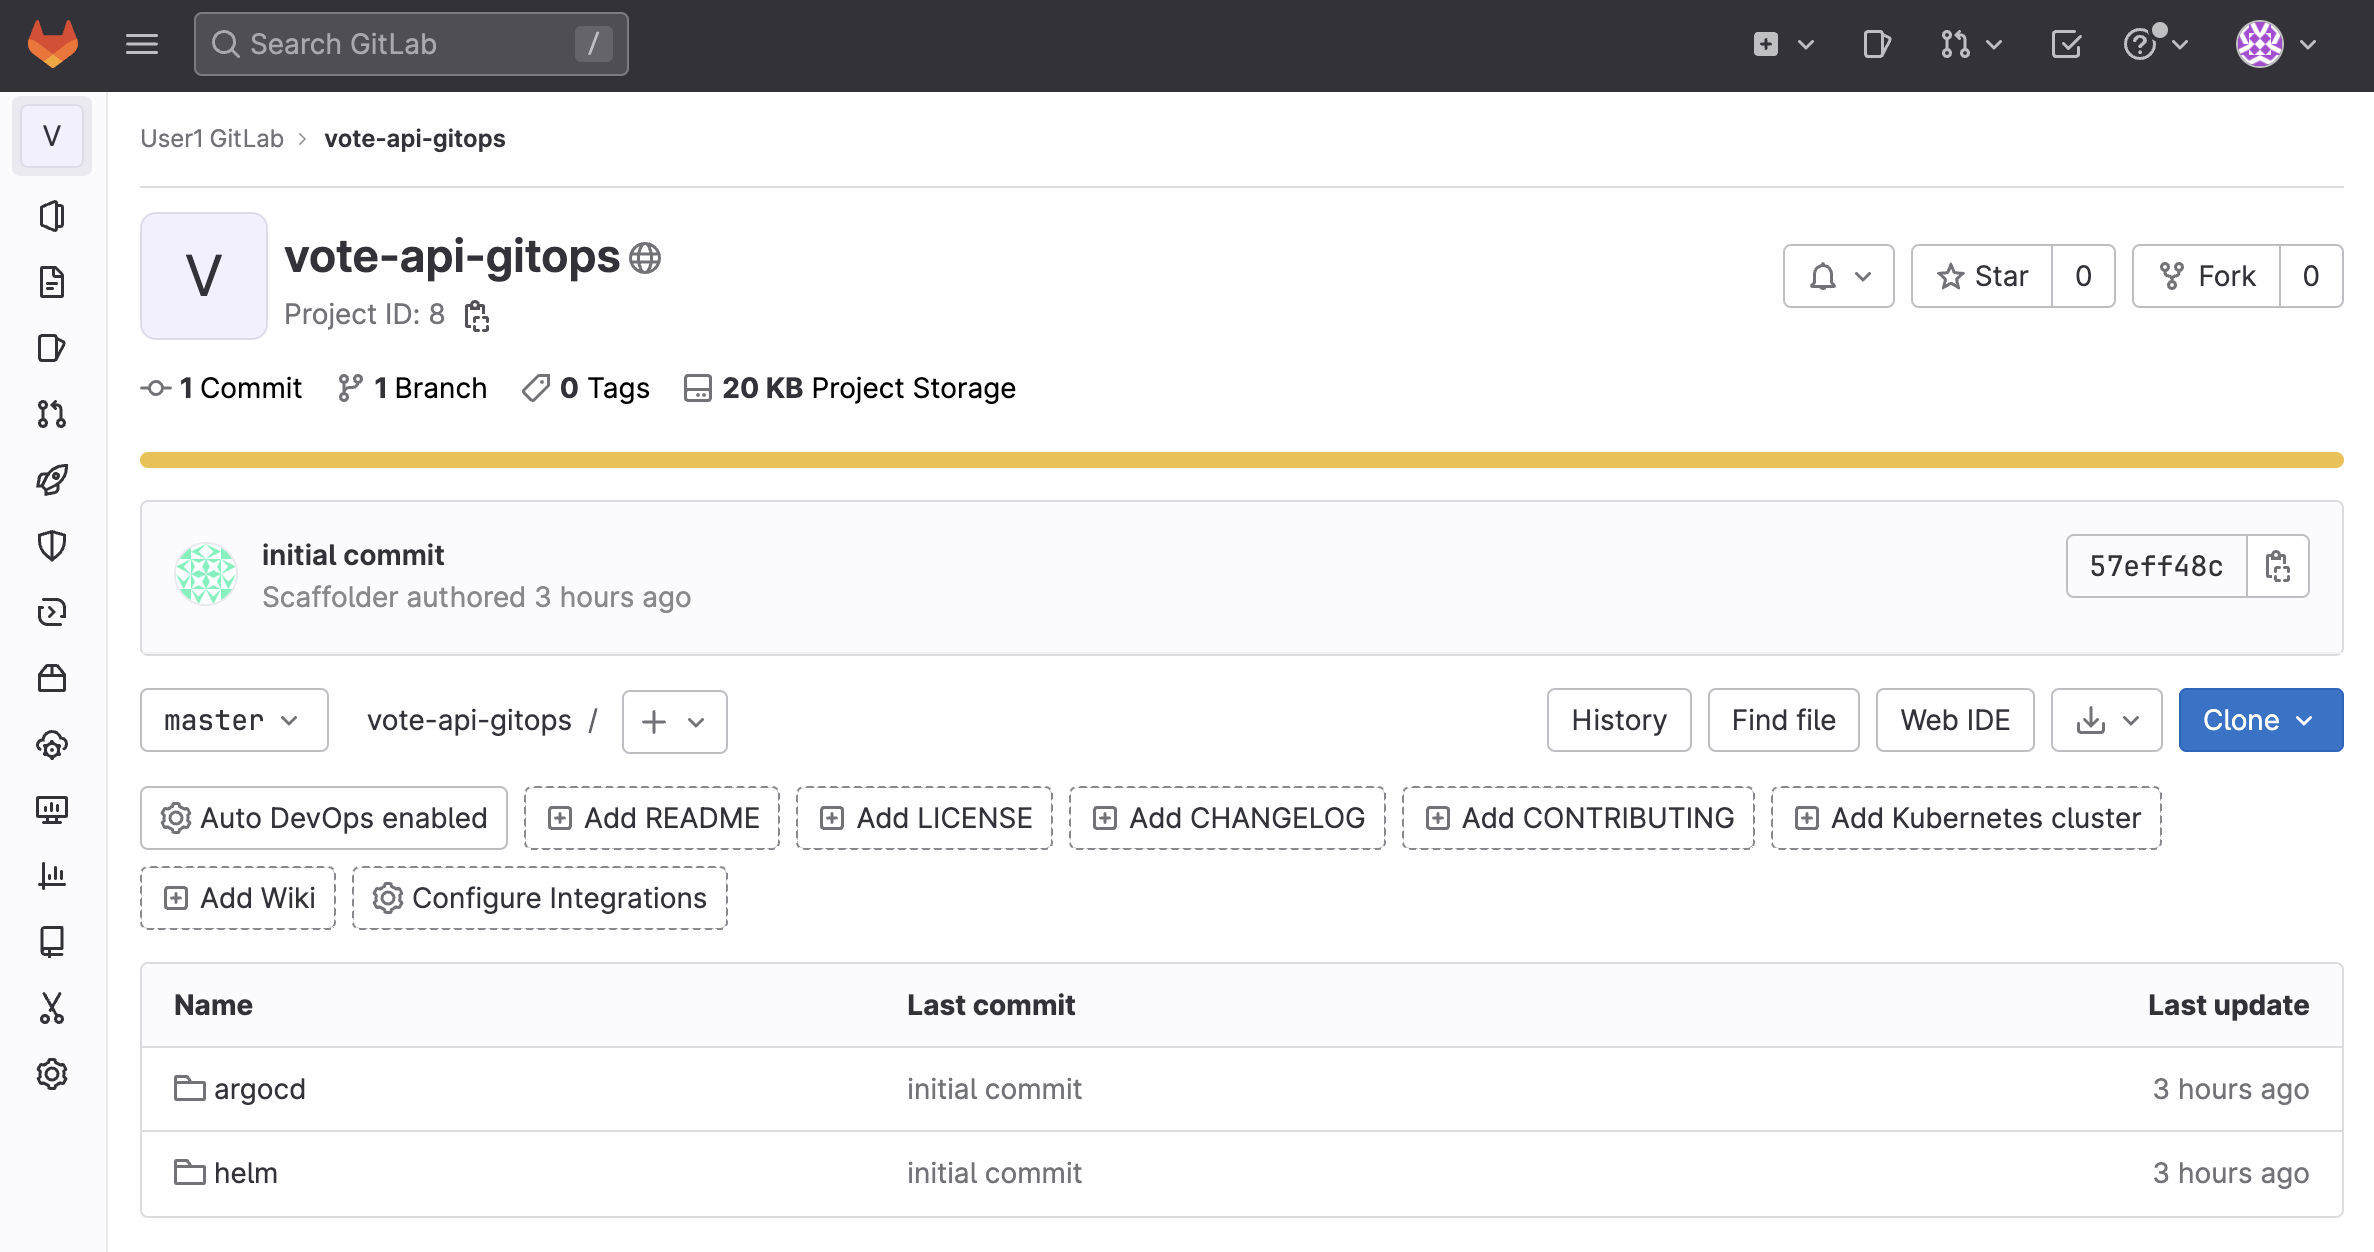 Search GitLab /
V
User1 GitLab > vote-api-gitops
V
vote-api-gitops
Project ID: 8
Star 0
Fork 0
1 Commit 1 Branch 0 Tags 20 KB Project Storage
initial commit
Scaffolder authored 3 hours ago
57eff48c
master vote-api-gitops / + History Find file Web IDE Clone
Auto DevOps enabled Add README Add LICENSE Add CHANGELOG Add CONTRIBUTING Add Kubernetes cluster
Add Wiki Configure Integrations
Name Last commit Last update
argocd initial commit 3 hours ago
helm initial commit 3 hours ago